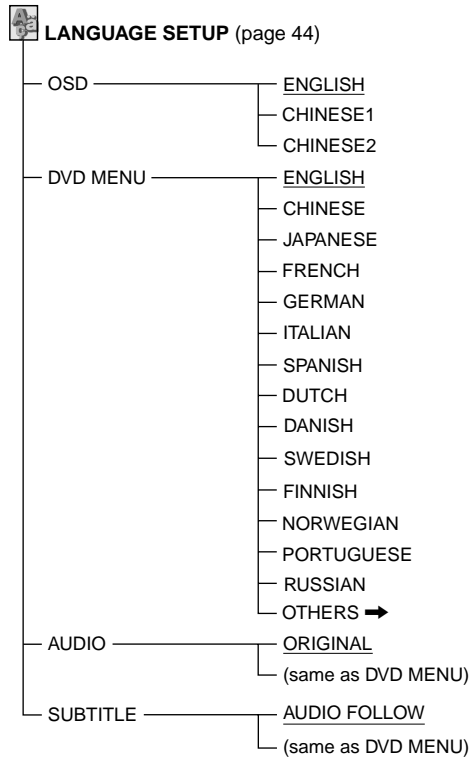 LANGUAGE SETUP (page 44)
OSD
ENGLISH
CHINESE1
CHINESE2
DVD MENU
ENGLISH
CHINESE
JAPANESE
FRENCH
GERMAN
ITALIAN
SPANISH
DUTCH
DANISH
SWEDISH
FINNISH
NORWEGIAN
PORTUGUESE
RUSSIAN
OTHERS ➡
AUDIO
ORIGINAL
(same as DVD MENU)
SUBTITLE
AUDIO FOLLOW
(same as DVD MENU)